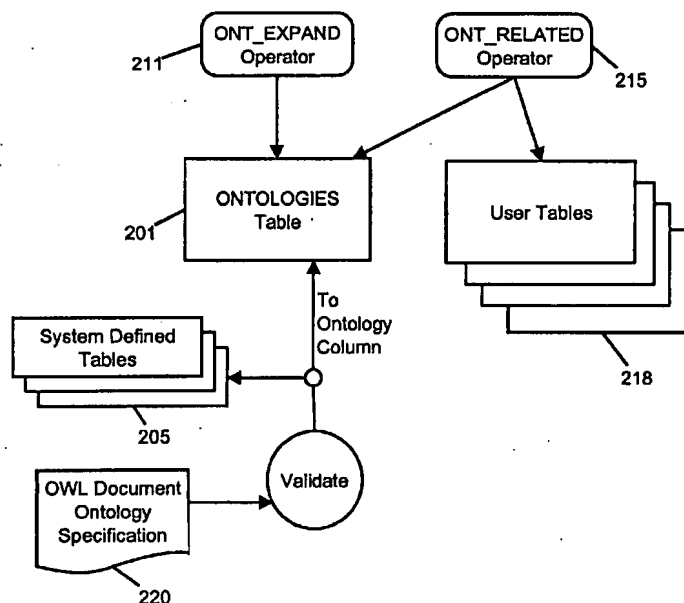 ONT_EXPAND
Operator
211
ONT_RELATED
Operator
215
ONTOLOGIES
Table
201
User Tables
218
To
Ontology
Column
System Defined
Tables
205
Validate
OWL Document
Ontology
Specification
220